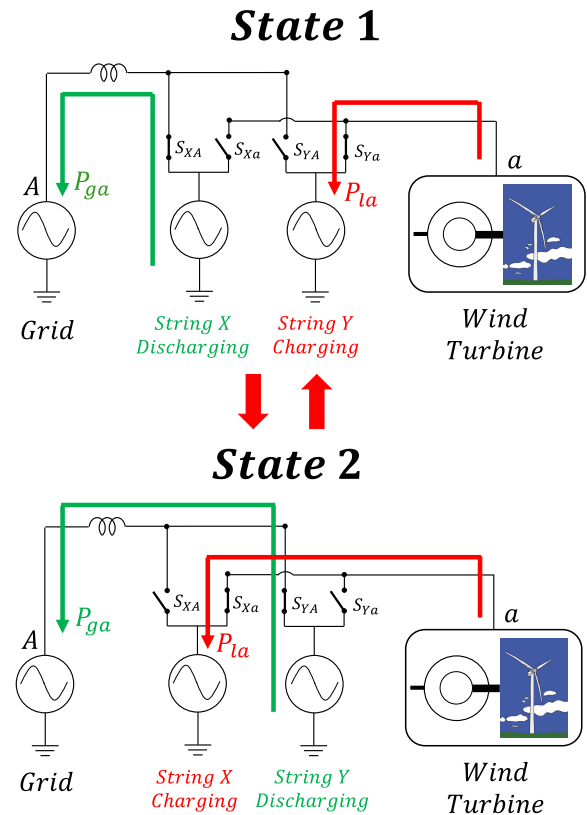 State 1
S_XA S_Xa S_YA S_Ya
A P_ga P_la a
Grid
String X
Discharging
String Y
Charging
Wind
Turbine
State 2
S_XA S_Xa S_YA S_Ya
A P_ga P_la a
Grid
String X
Charging
String Y
Discharging
Wind
Turbine